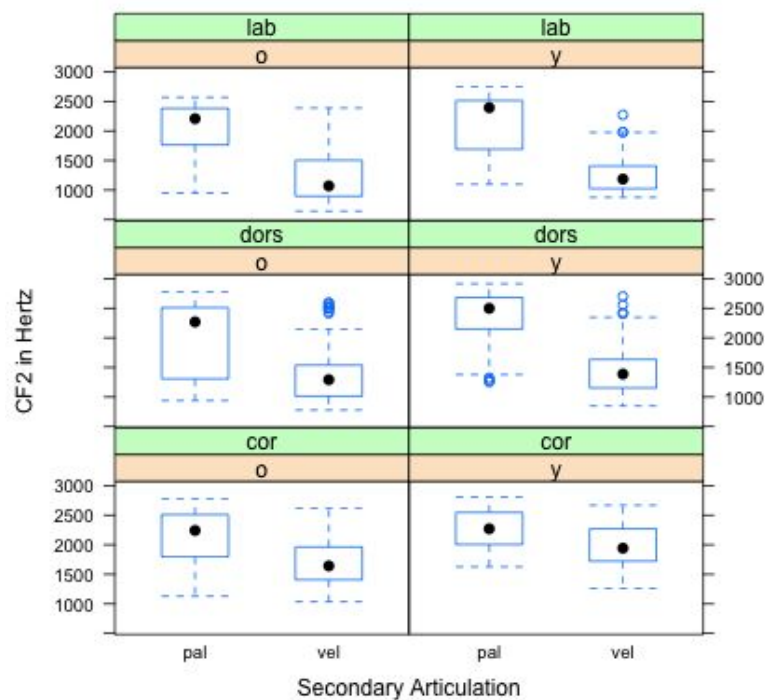 lab lab
o y
3000
2500
2000
1500
1000
dors dors
o y
3000
2500
2000
1500
1000
cor cor
o y
3000
2500
2000
1500
1000
pal vel pal vel
CF2 in Hertz
Secondary Articulation